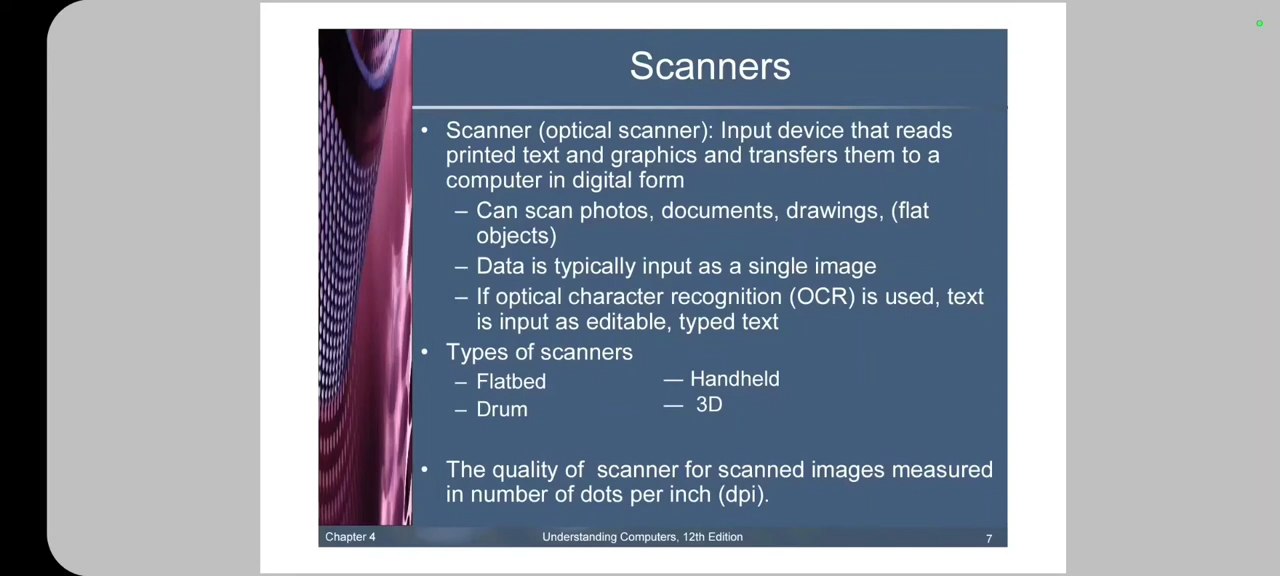 Scanners
• Scanner (optical scanner): Input device that reads
printed text and graphics and transfers them to a
computer in digital form
– Can scan photos, documents, drawings, (flat
objects)
– Data is typically input as a single image
– If optical character recognition (OCR) is used, text
is input as editable, typed text
• Types of scanners
– Flatbed — Handheld
– Drum — 3D
• The quality of  scanner for scanned images measured
in number of dots per inch (dpi).
Chapter 4 Understanding Computers, 12th Edition 7